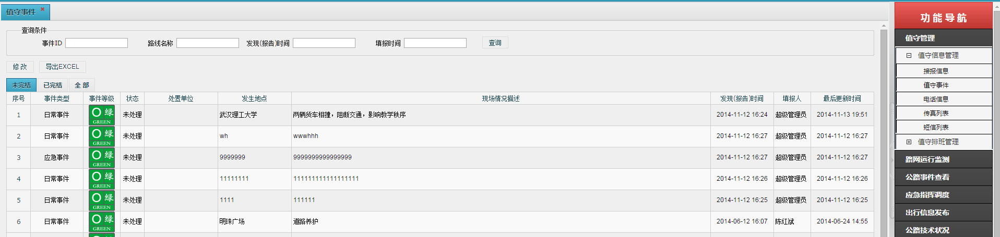 值守事件
查询条件
事件ID 路线名称 发现(报告)时间 填报时间 查询
修 改 导出EXCEL
未完结 已完结 全 部
序号 事件类型 事件等级 状态 处置单位 发生地点 现场情况描述 发现(报告)时间 填报人 最后更新时间
1 日常事件 绿 GREEN 未处理 武汉理工大学 两辆货车相撞，阻断交通，影响教学秩序 2014-11-12 16:24 超级管理员 2014-11-13 19:51
2 日常事件 绿 GREEN 未处理 wh wwwhhh 2014-11-12 16:27 超级管理员 2014-11-12 16:27
3 应急事件 绿 GREEN 未处理 9999999 9999999999999999 2014-11-12 16:27 超级管理员 2014-11-12 16:27
4 日常事件 绿 GREEN 未处理 11111111 111111111111111111 2014-11-12 16:26 超级管理员 2014-11-12 16:26
5 日常事件 绿 GREEN 未处理 1111 111111 2014-11-12 16:25 超级管理员 2014-11-12 16:25
6 日常事件 绿 GREEN 未处理 明珠广场 道路养护 2014-06-12 16:07 陈红斌 2014-06-24 14:55
功能导航
值守管理
值守信息管理
接报信息
值守事件
电话信息
传真列表
短信列表
值守排班管理
路网运行监测
公路事件查看
应急指挥调度
出行信息发布
公路技术状况